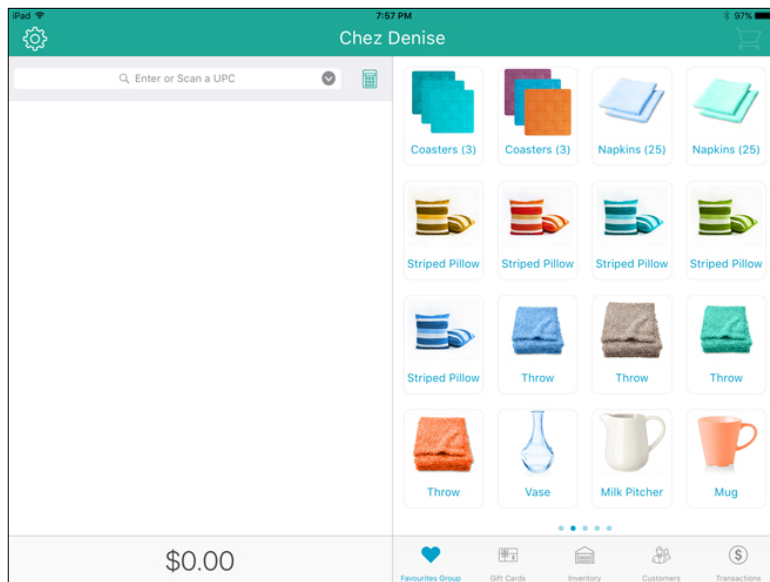 iPad 7:57 PM 97%
Chez Denise
Enter or Scan a UPC
Coasters (3) Coasters (3) Napkins (25) Napkins (25)
Striped Pillow Striped Pillow Striped Pillow Striped Pillow
Striped Pillow Throw Throw Throw
Throw Vase Milk Pitcher Mug
$0.00
Favourites Group Gift Cards Inventory Customers Transactions